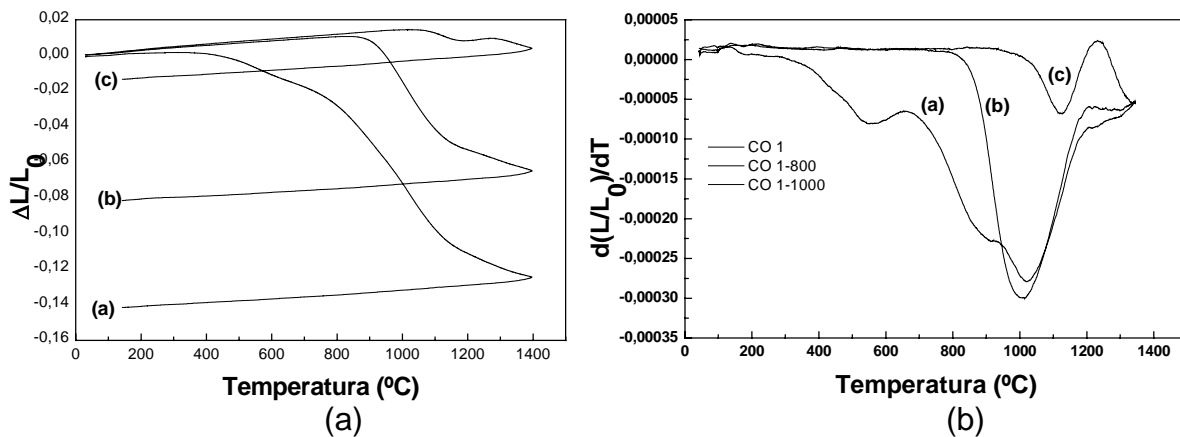 0,02
0,00
-0,02
-0,04
-0,06
-0,08
-0,10
-0,12
-0,14
-0,16
ΔL/L0
(c)
(b)
(a)
0 200 400 600 800 1000 1200 1400
Temperatura (ºC)
(a)
0,00005
0,00000
-0,00005
-0,00010
-0,00015
-0,00020
-0,00025
-0,00030
-0,00035
d(L/L0)/dT
(a)
(b)
(c)
CO 1
CO 1-800
CO 1-1000
0 200 400 600 800 1000 1200 1400
Temperatura (ºC)
(b)